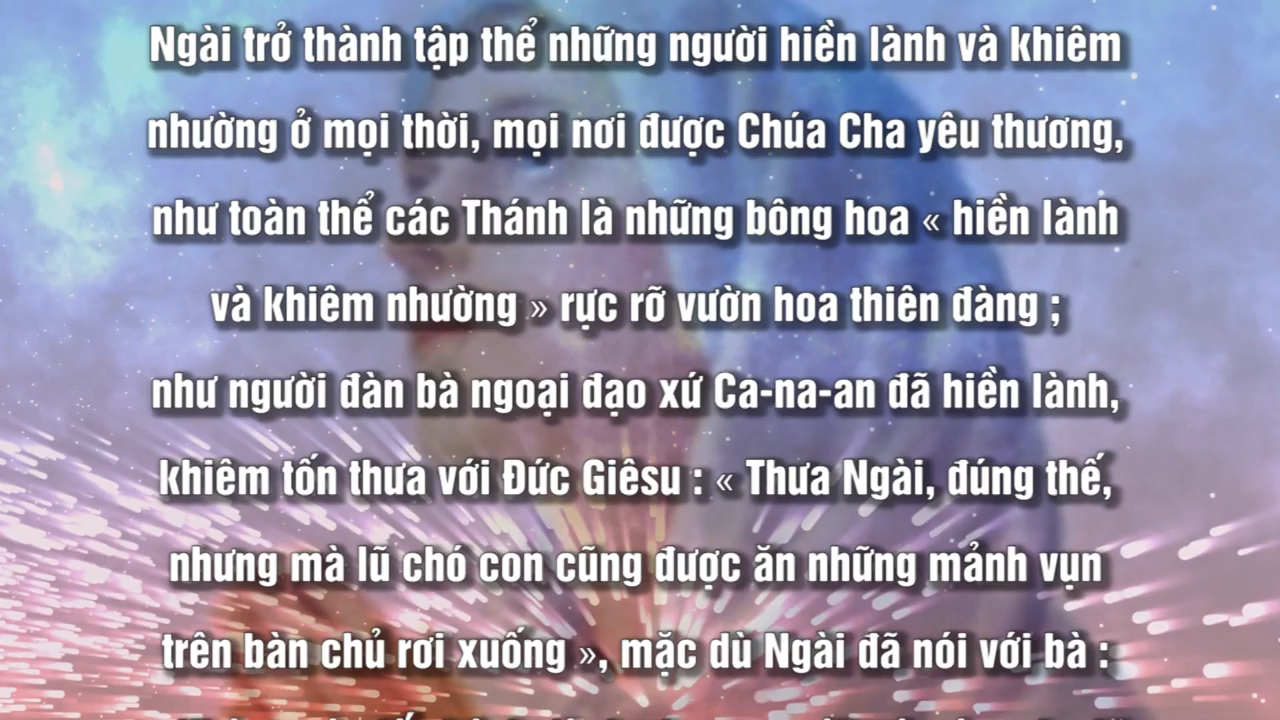 Ngài trở thành tập thể những người hiền lành và khiêm
nhường ở mọi thời, mọi nơi được Chúa Cha yêu thương,
như toàn thể các Thánh là những bông hoa « hiền lành
và khiêm nhường » rực rỡ vườn hoa thiên đàng ;
như người đàn bà ngoại đạo xứ Ca-na-an đã hiền lành,
khiêm tốn thưa với Đức Giêsu : « Thưa Ngài, đúng thế,
nhưng mà lũ chó con cũng được ăn những mảnh vụn
trên bàn chủ rơi xuống », mặc dù Ngài đã nói với bà :